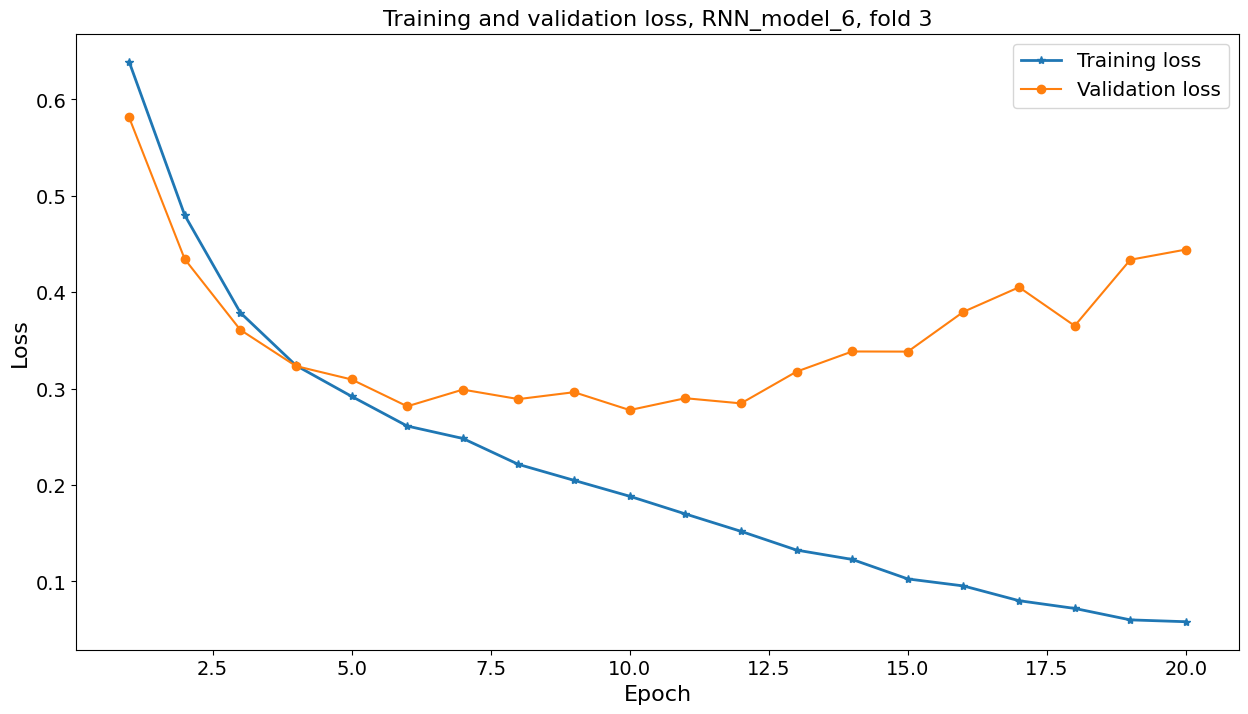 Training and validation loss, RNN_model_6, fold 3
Training loss
Validation loss
0.6
0.5
0.4
0.3
0.2
0.1
Loss
2.5 5.0 7.5 10.0 12.5 15.0 17.5 20.0
Epoch